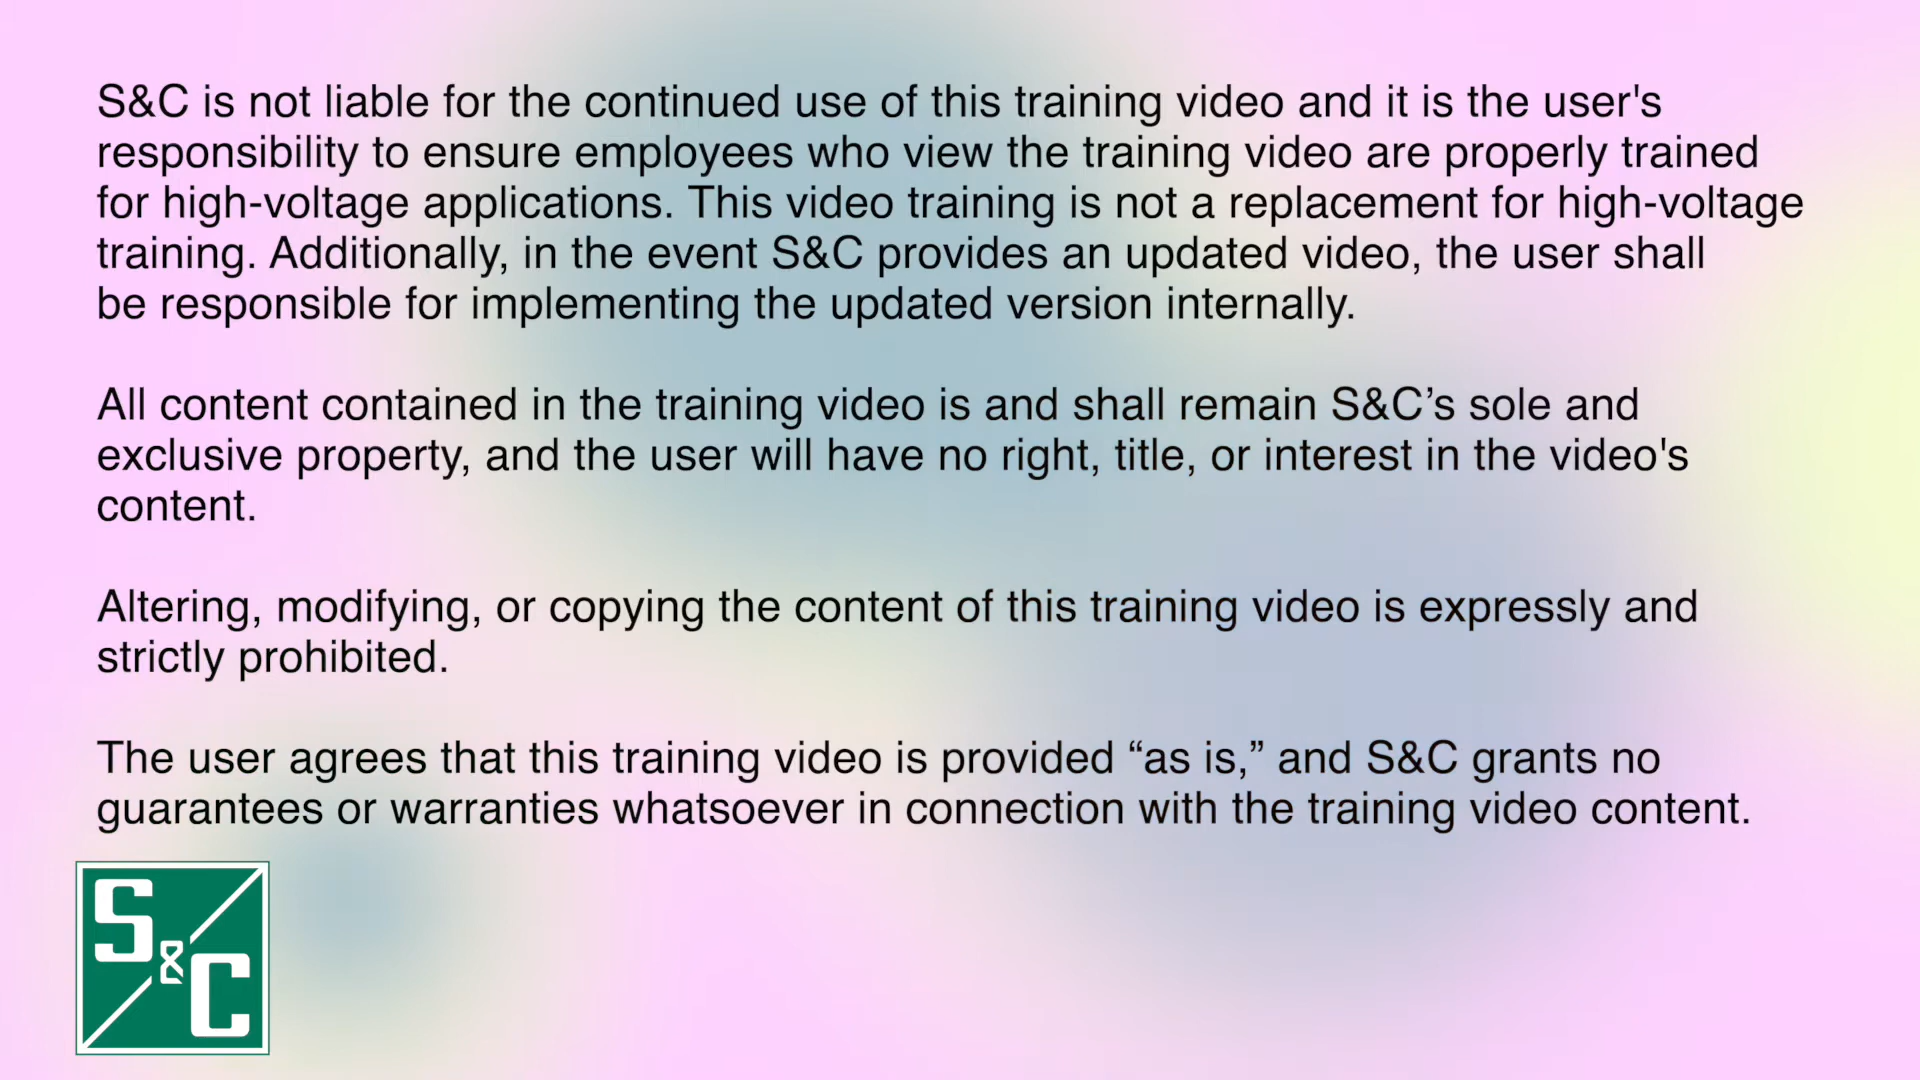 S&C is not liable for the continued use of this training video and it is the user's
responsibility to ensure employees who view the training video are properly trained
for high-voltage applications. This video training is not a replacement for high-voltage
training. Additionally, in the event S&C provides an updated video, the user shall
be responsible for implementing the updated version internally.
All content contained in the training video is and shall remain S&C’s sole and
exclusive property, and the user will have no right, title, or interest in the video's
content.
Altering, modifying, or copying the content of this training video is expressly and
strictly prohibited.
The user agrees that this training video is provided “as is,” and S&C grants no
guarantees or warranties whatsoever in connection with the training video content.
S&C